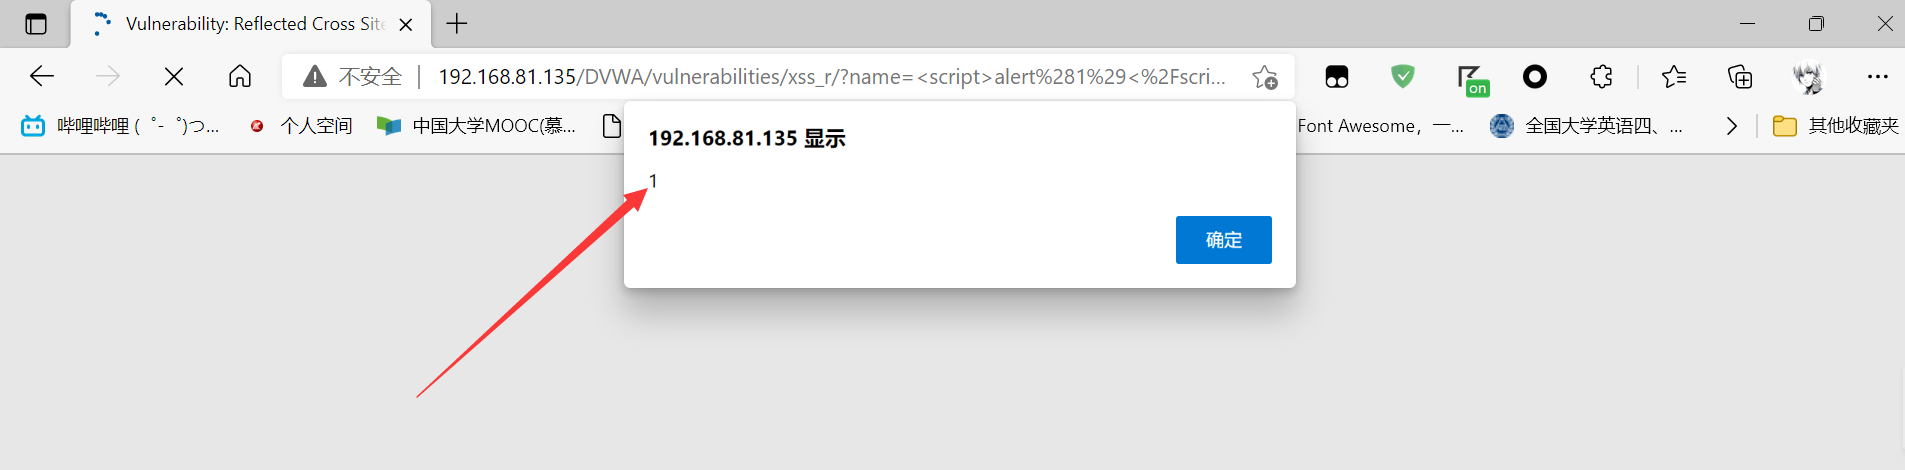 Vulnerability: Reflected Cross Site
不安全 | 192.168.81.135/DVWA/vulnerabilities/xss_r/?name=<script>alert%281%29<%2Fscri...
on
哔哩哔哩 (゜-゜)つ... 个人空间 中国大学MOOC(慕... Font Awesome，一... 全国大学英语四、... 其他收藏夹
192.168.81.135 显示
1
确定